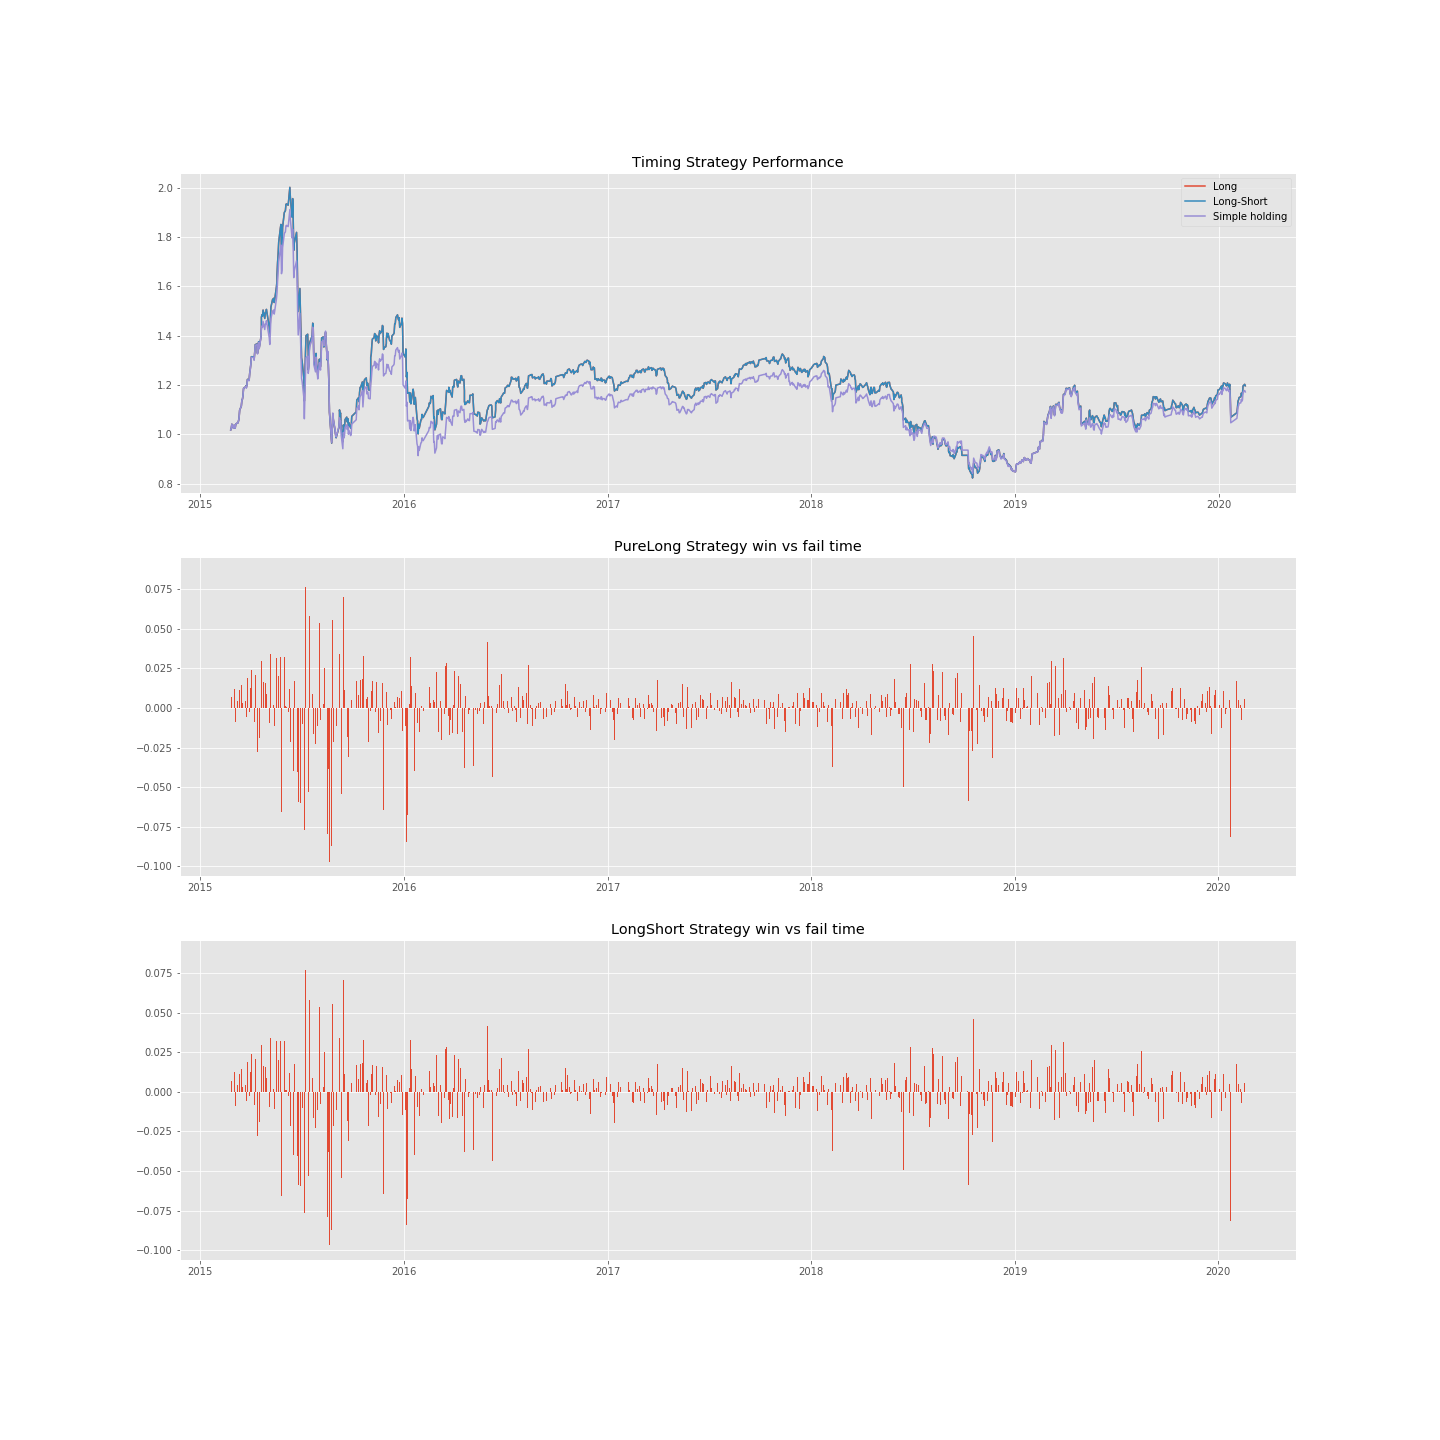 Timing Strategy Performance
2.0
1.8
1.6
1.4
1.2
1.0
0.8
Long
Long-Short
Simple holding
2015 2016 2017 2018 2019 2020
PureLong Strategy win vs fail time
0.075
0.050
0.025
0.000
−0.025
−0.050
−0.075
−0.100
2015 2016 2017 2018 2019 2020
LongShort Strategy win vs fail time
0.075
0.050
0.025
0.000
−0.025
−0.050
−0.075
−0.100
2015 2016 2017 2018 2019 2020